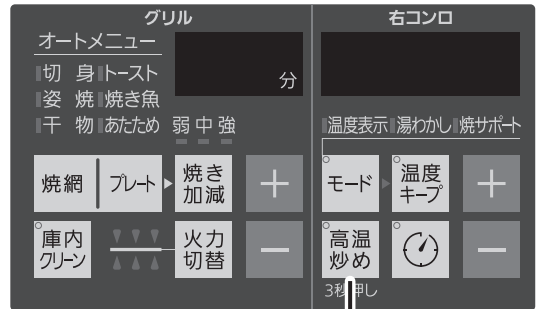 グリル
オートメニュー
切 身 トースト
姿 焼 焼き魚
干 物 あたため
分
弱 中 強
焼網 プレート
焼き
加減
+
庫内
クリーン
火力
切替
−
右コンロ
温度表示 湯わかし 焼サポート
モード
温度
キープ
+
高温
炒め
−
3秒押し